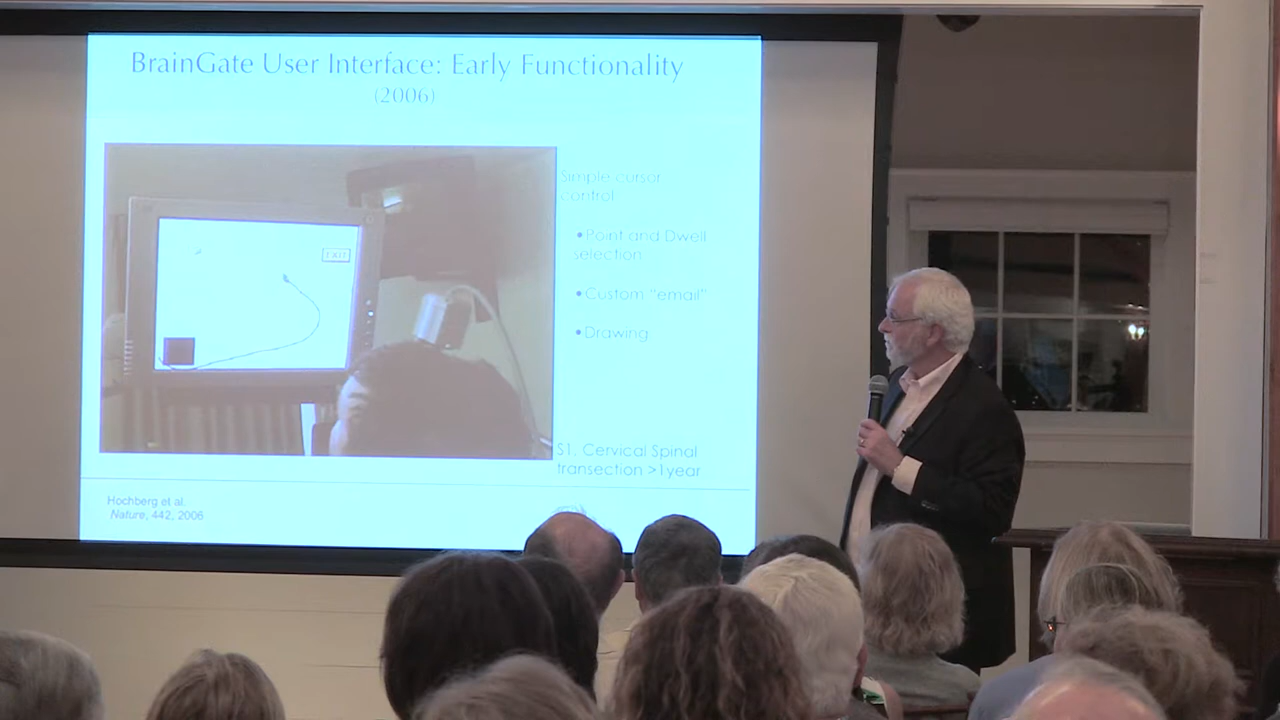 BrainGate User Interface: Early Functionality
(2006)
EXIT
Simple cursor
control:
•Point and Dwell
selection
•Custom "email"
•Drawing
S1. Cervical Spinal
transection >1year
Hochberg et al.
Nature, 442, 2006